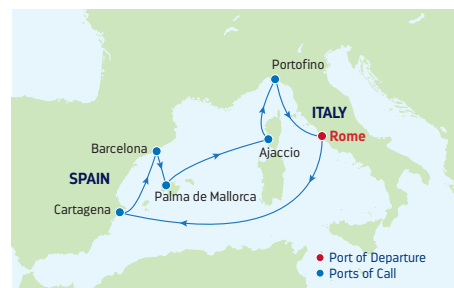 Portofino
ITALY
Rome
Barcelona
Ajaccio
SPAIN
Palma de Mallorca
Cartagena
Port of Departure
Ports of Call